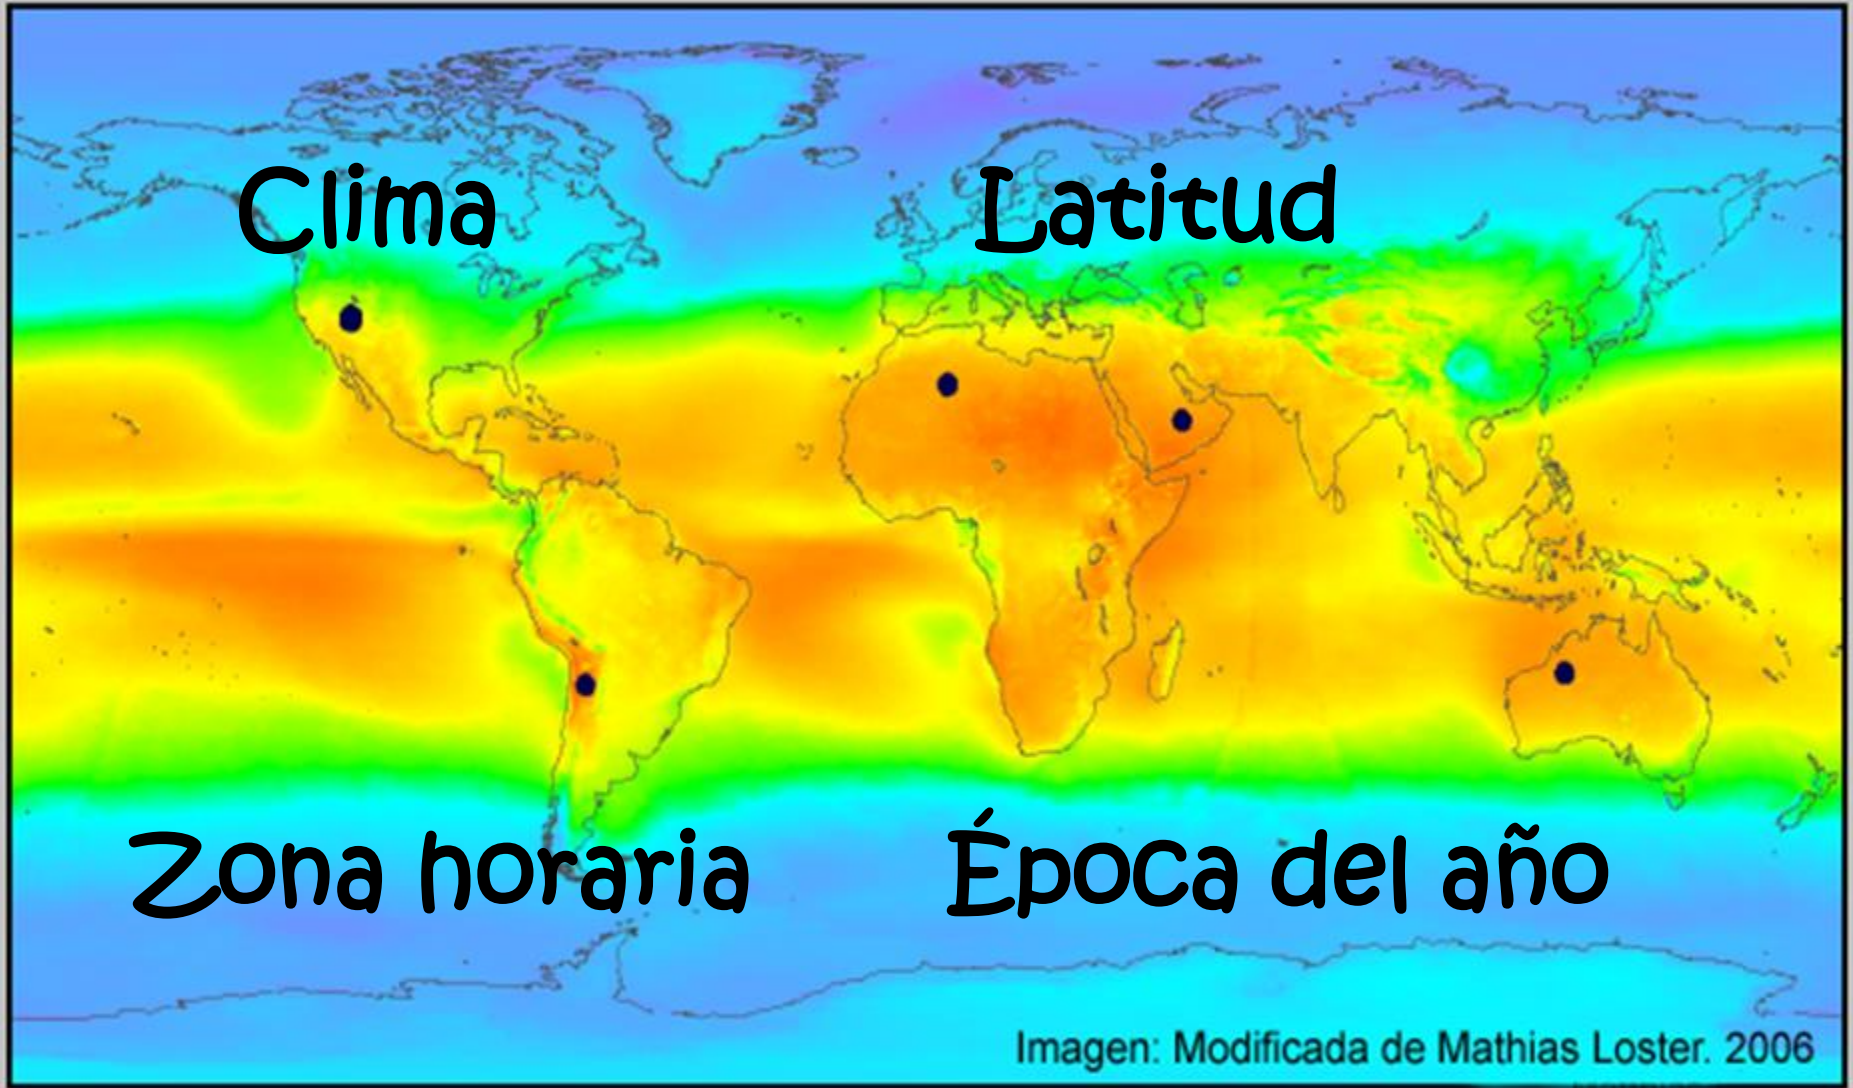 Clima
Latitud
Zona horaria
Época del año
Imagen: Modificada de Mathias Loster. 2006